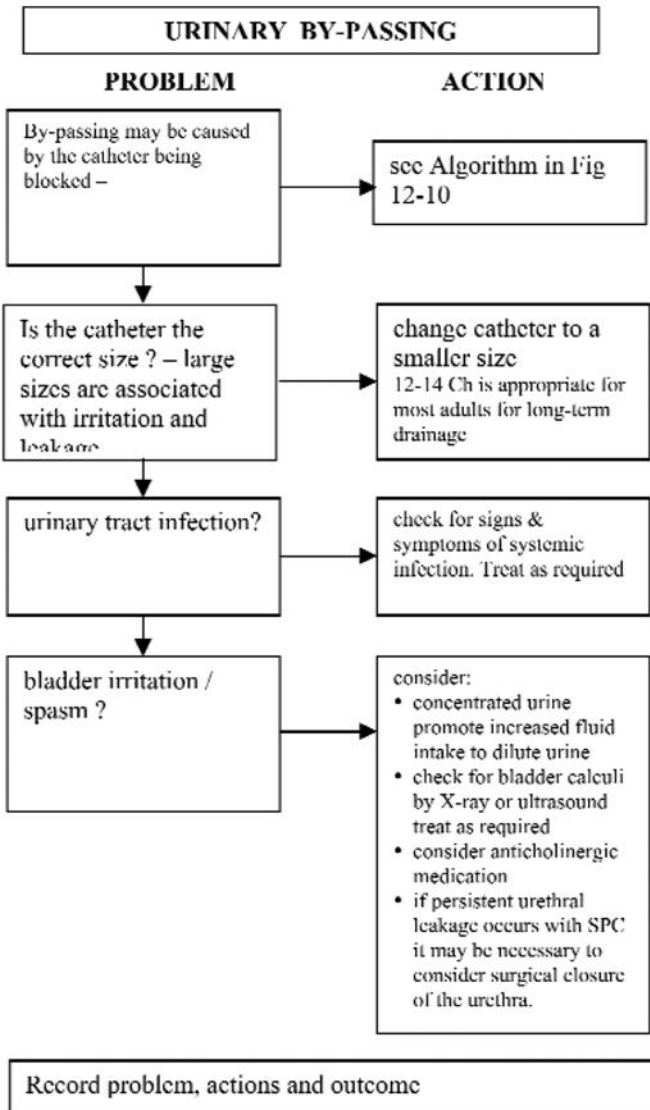 URINARY BY-PASSING
PROBLEM
ACTION
By-passing may be caused
by the catheter being
blocked –
see Algorithm in Fig
12-10
Is the catheter the
correct size ? – large
sizes are associated
with irritation and
leakage
change catheter to a
smaller size
12-14 Ch is appropriate for
most adults for long-term
drainage
urinary tract infection?
check for signs &
symptoms of systemic
infection. Treat as required
bladder irritation /
spasm ?
consider:
• concentrated urine
promote increased fluid
intake to dilute urine
• check for bladder calculi
by X-ray or ultrasound
treat as required
• consider anticholinergic
medication
• if persistent urethral
leakage occurs with SPC
it may be necessary to
consider surgical closure
of the urethra.
Record problem, actions and outcome